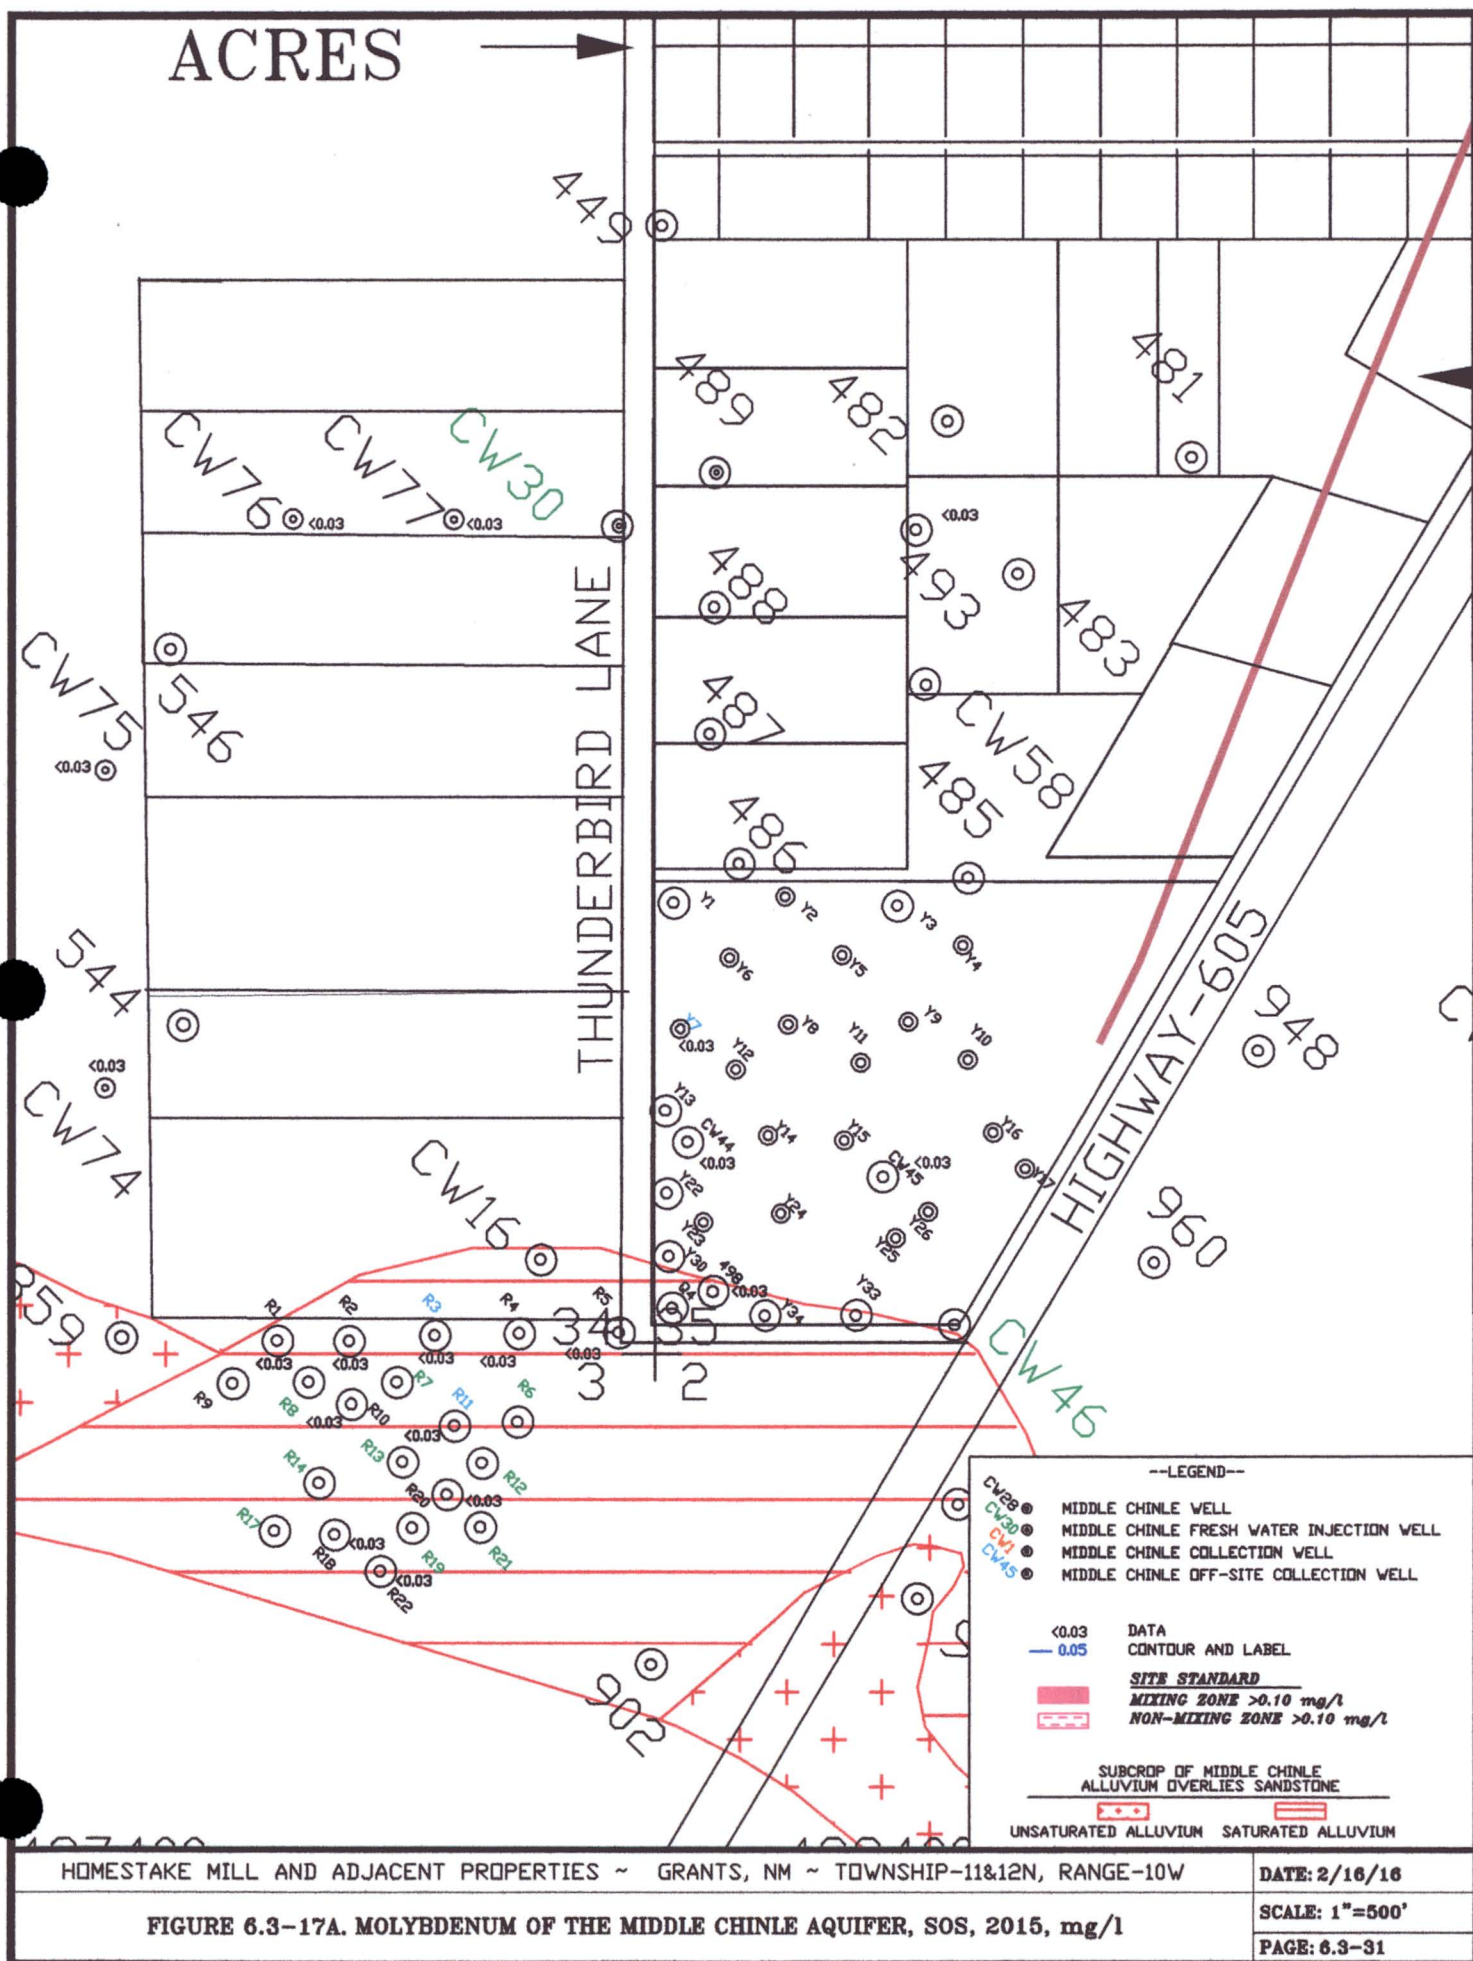 ACRES
449
489
482
481
CW76
CW77
CW30
<0.03
<0.03
<0.03
488
493
483
THUNDERBIRD LANE
CW75
546
<0.03
487
CW58
485
486
Y1
Y2
Y3
Y4
Y6
Y5
544
<0.03
CW74
Y7
<0.03
Y8
Y9
Y12
Y11
Y10
HIGHWAY-605
948
Y13
CW44
<0.03
Y14
Y15
Y16
CW45
<0.03
Y17
Y22
Y23
Y24
Y25
Y26
960
CW16
Y30
498
<0.03
Q4
Y34
Y33
859
R1
R2
R3
R4
R5
34
35
<0.03
<0.03
<0.03
<0.03
<0.03
3
2
CW46
R9
R8
R7
R10
<0.03
R11
<0.03
R6
R14
R13
R12
R20
<0.03
R17
R18
<0.03
R19
R21
<0.03
R22
902
--LEGEND--
CW28 MIDDLE CHINLE WELL
CW30 MIDDLE CHINLE FRESH WATER INJECTION WELL
CW1 MIDDLE CHINLE COLLECTION WELL
CW45 MIDDLE CHINLE OFF-SITE COLLECTION WELL
<0.03 DATA
0.05 CONTOUR AND LABEL
SITE STANDARD
MIXING ZONE >0.10 mg/l
NON-MIXING ZONE >0.10 mg/l
SUBCROP OF MIDDLE CHINLE
ALLUVIUM OVERLIES SANDSTONE
UNSATURATED ALLUVIUM SATURATED ALLUVIUM
HOMESTAKE MILL AND ADJACENT PROPERTIES ~ GRANTS, NM ~ TOWNSHIP-11&12N, RANGE-10W
DATE: 2/16/16
FIGURE 6.3-17A. MOLYBDENUM OF THE MIDDLE CHINLE AQUIFER, SOS, 2015, mg/l
SCALE: 1"=500'
PAGE: 6.3-31